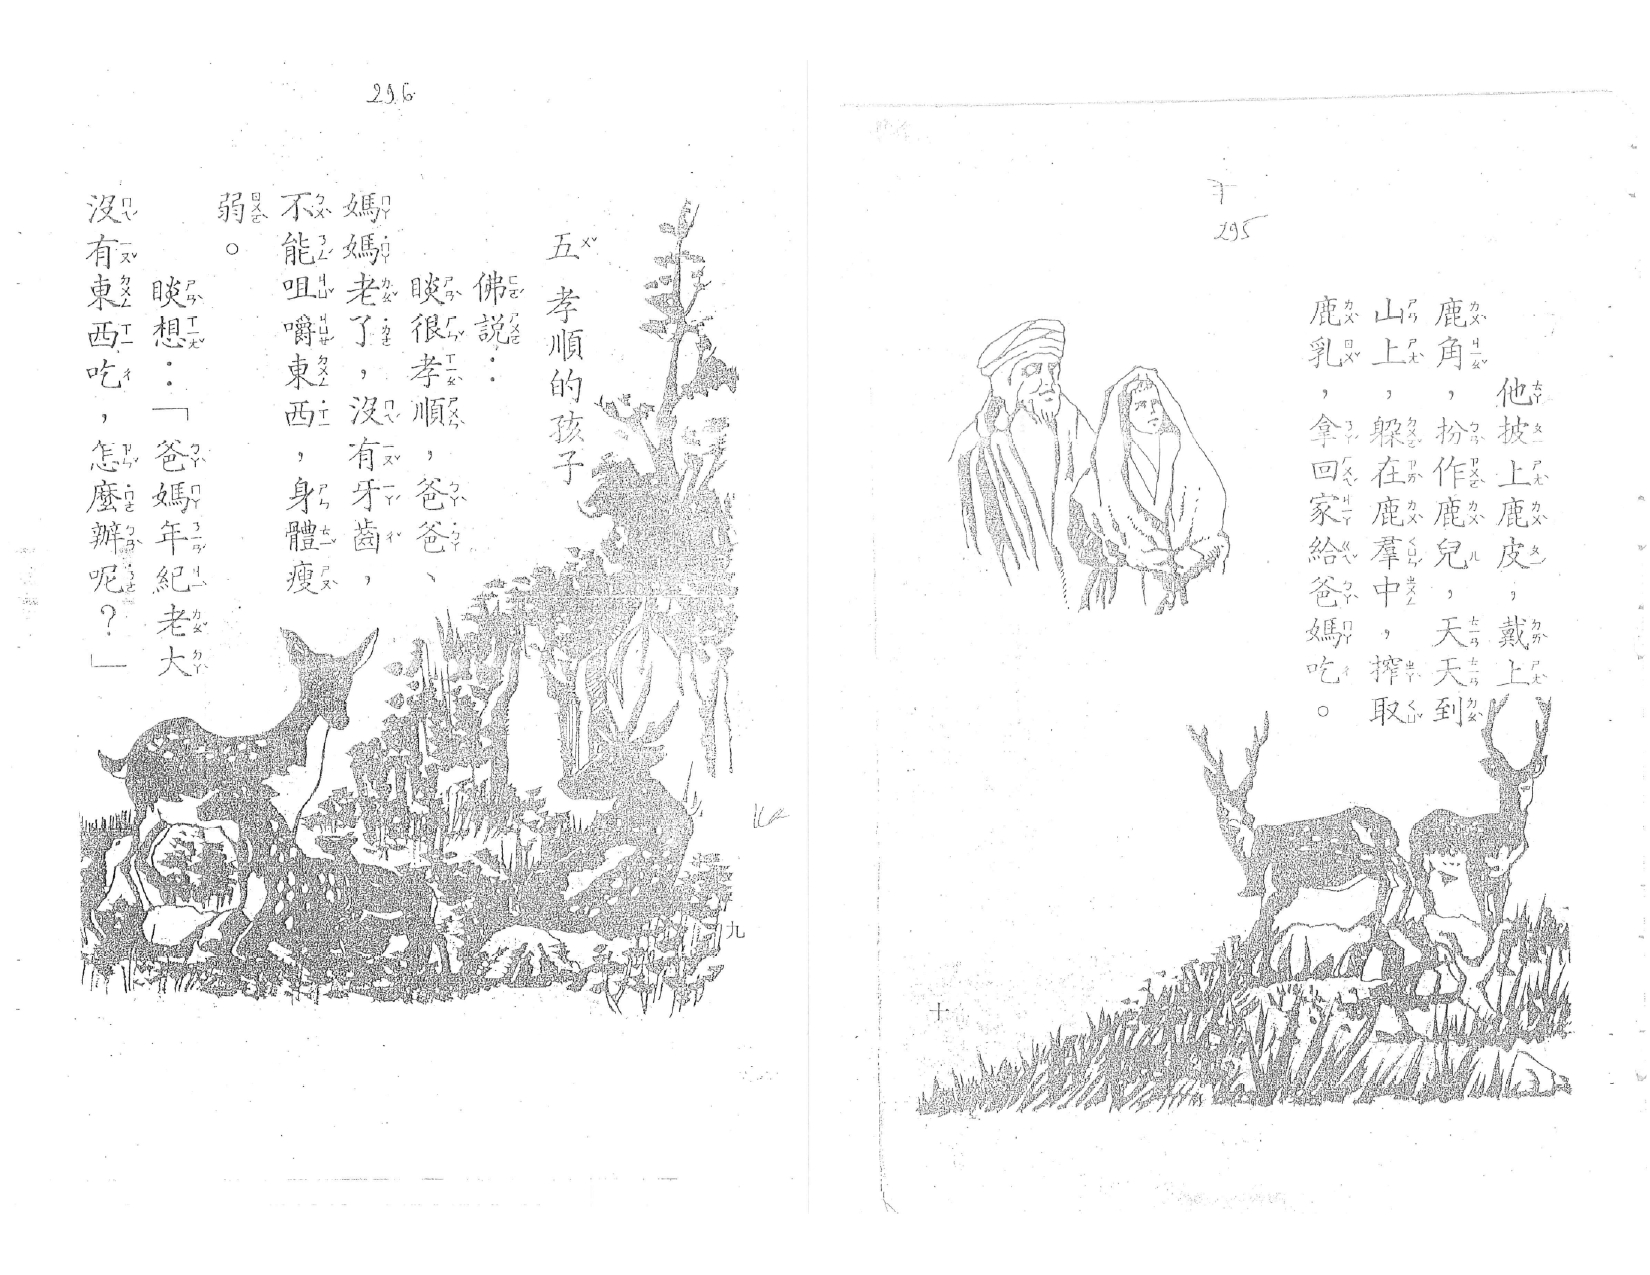 296
五 孝順的孩子
佛説：
睒很孝順，爸爸、
媽媽老了，沒有牙齒，
不能咀嚼東西，身體瘦
弱。
睒想：「爸媽年紀老大
沒有東西吃，怎麼辦呢？」
九
295
他披上鹿皮，戴上
鹿角，扮作鹿兒，天天到
山上，躲在鹿羣中，搾取
鹿乳，拿回家給爸媽吃。
十